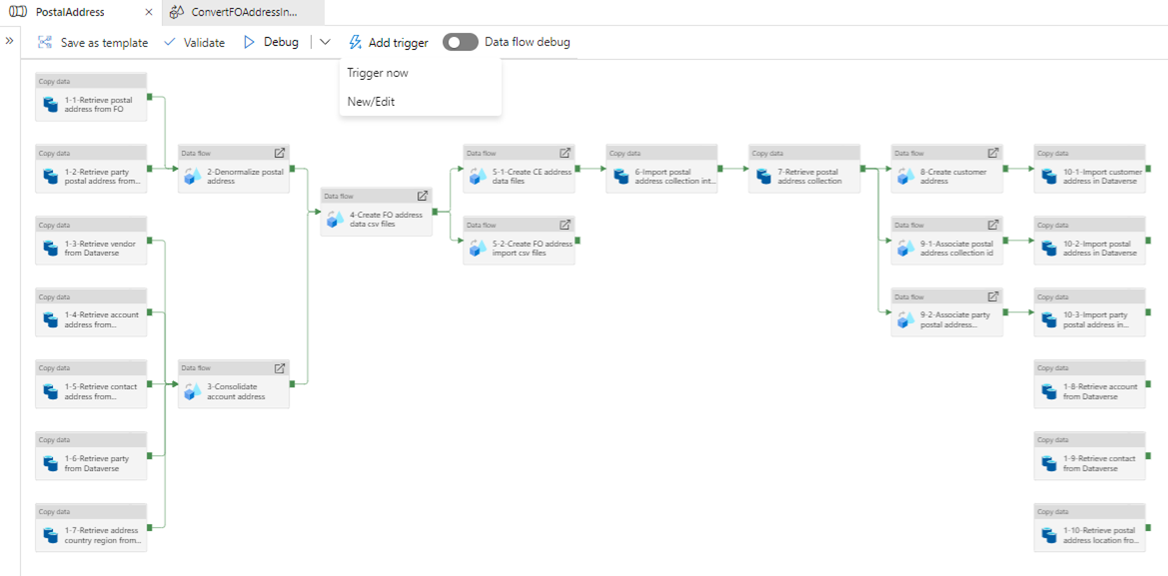 PostalAddress
ConvertFOAddressIn...
Save as template
Validate
Debug
Add trigger
Data flow debug
Trigger now
New/Edit
Copy data
1-1-Retrieve postal
address from FO
Copy data
1-2-Retrieve party
postal address from...
Copy data
1-3-Retrieve vendor
from Dataverse
Copy data
1-4-Retrieve account
address from...
Copy data
1-5-Retrieve contact
address from...
Copy data
1-6-Retrieve party
from Dataverse
Copy data
1-7-Retrieve address
country region from...
Data flow
2-Denormalize postal
address
Data flow
3-Consolidate
account address
Data flow
4-Create FO address
data csv files
Data flow
5-1-Create CE address
data files
Data flow
5-2-Create FO address
import csv files
Copy data
6-Import postal
address collection int...
Copy data
7-Retrieve postal
address collection
Data flow
8-Create customer
address
Data flow
9-1-Associate postal
address collection id
Data flow
9-2-Associate party
postal address...
Copy data
10-1-Import customer
address in Dataverse
Copy data
10-2-Import postal
address in Dataverse
Copy data
10-3-Import party
postal address in...
Copy data
1-8-Retrieve account
from Dataverse
Copy data
1-9-Retrieve contact
from Dataverse
Copy data
1-10-Retrieve postal
address location fro...